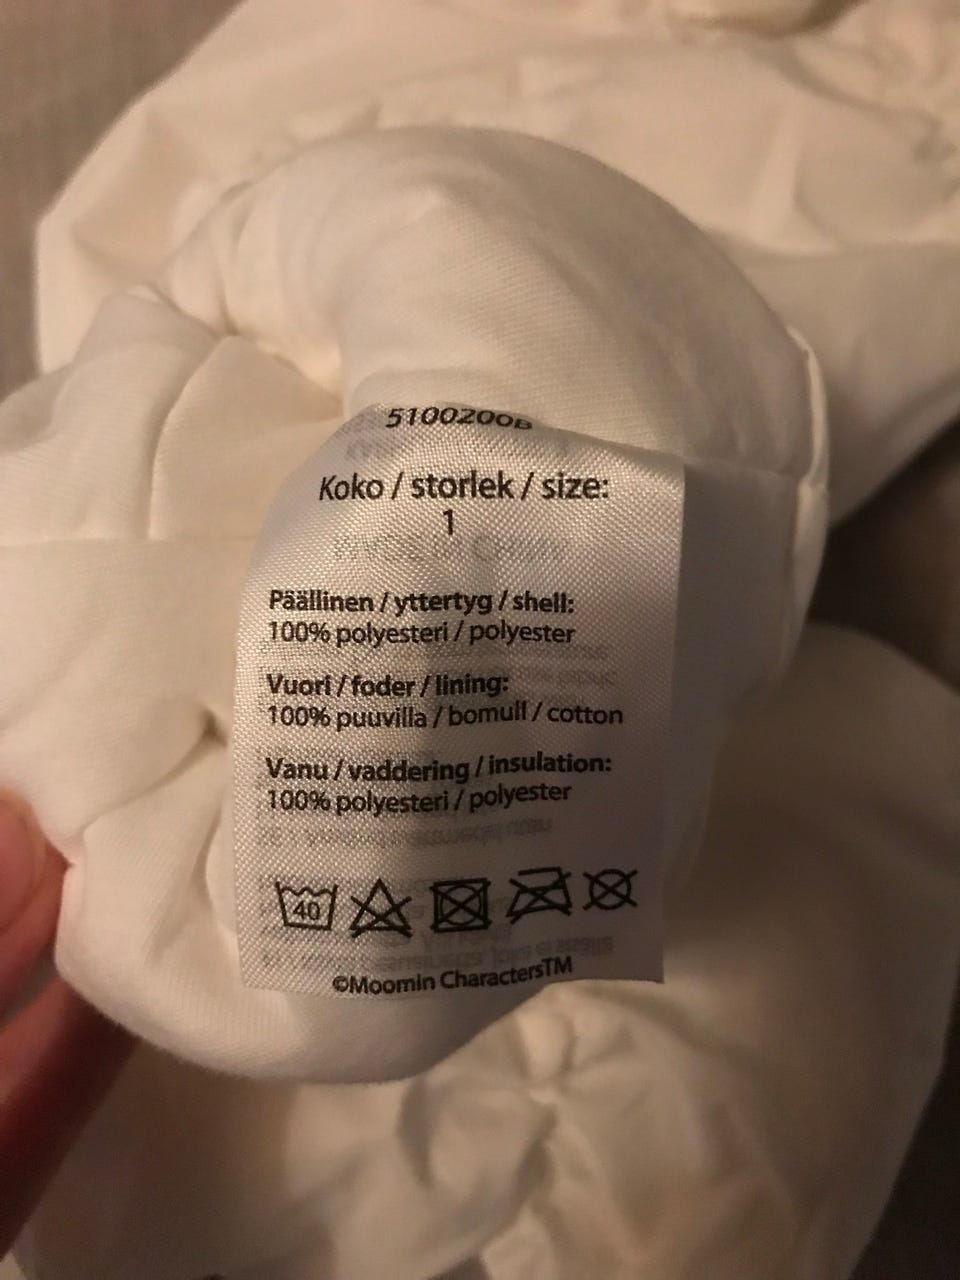 5100200B
Koko / storlek / size:
1
Päällinen / yttertyg / shell:
100% polyesteri / polyester
Vuori / foder / lining:
100% puuvilla / bomull / cotton
Vanu / vaddering / insulation:
100% polyesteri / polyester
40
©Moomin CharactersTM